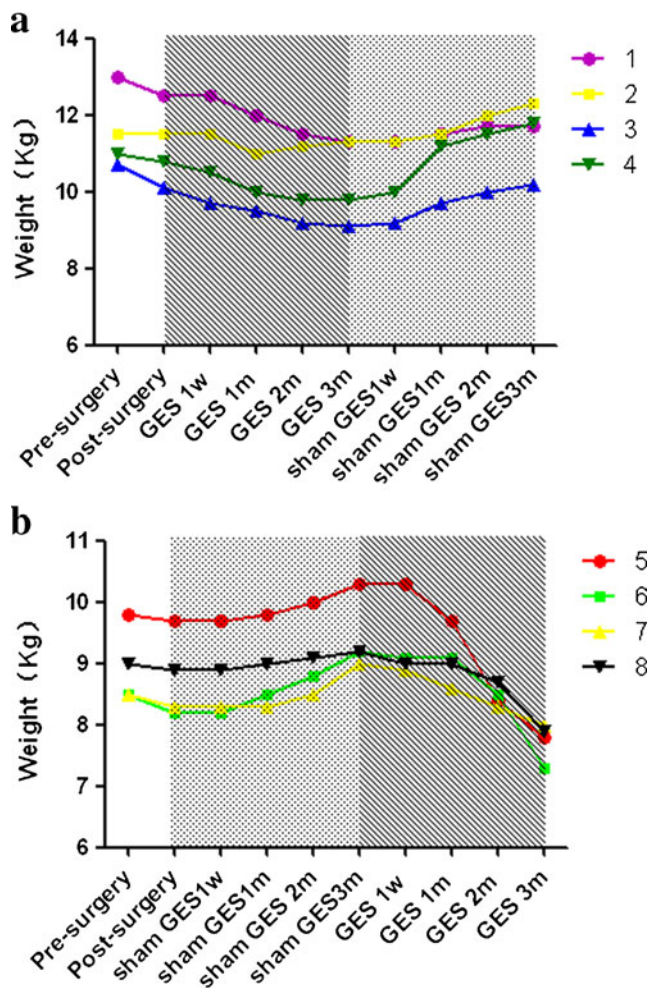 a
14
12
10
8
6
Weight (Kg)
1
2
3
4
Pre-surgery
Post-surgery
GES 1w
GES 1m
GES 2m
GES 3m
sham GES1w
sham GES1m
sham GES 2m
sham GES3m
b
11
10
9
8
7
6
Weight (Kg)
5
6
7
8
Pre-surgery
Post-surgery
sham GES1w
sham GES1m
sham GES 2m
sham GES3m
GES 1w
GES 1m
GES 2m
GES 3m